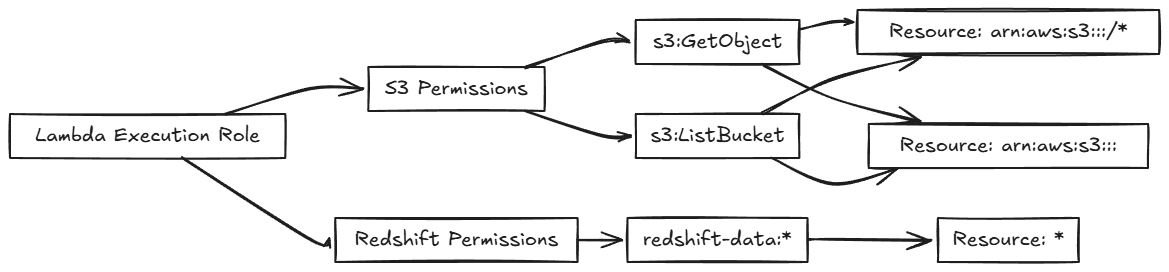 s3:GetObject
Resource: arn:aws:s3:::/*
S3 Permissions
Lambda Execution Role
s3:ListBucket
Resource: arn:aws:s3:::
Redshift Permissions
redshift-data:*
Resource: *